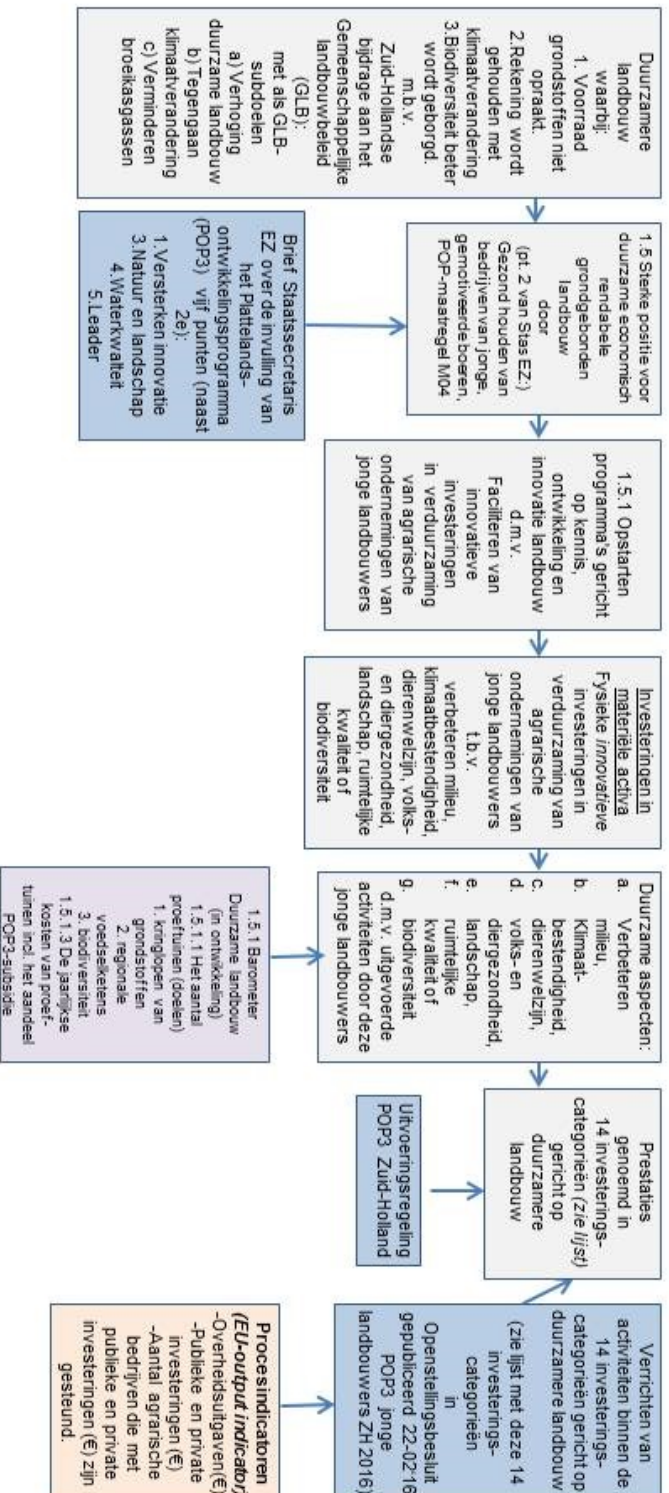 Duurzamere
landbouw
waarbij:
1. Voorraad
grondstoffen niet
opraakt.
2.Rekening wordt
gehouden met
klimaatverandering
3.Biodiversiteit beter
wordt geborgd.
m.b.v.
Zuid-Hollandse
bijdrage aan het
Gemeenschappelijke
landbouwbeleid
(GLB):
met als GLB-
subdoelen
a) Verhoging
duurzame landbouw
b) Tegengaan
klimaatverandering
c) Verminderen
broeikasgassen
1.5 Sterke positie voor
duurzame economisch
rendabele
grondgebonden
landbouw
door
(pt. 2 van Stas EZ:)
Gezond houden van
bedrijven van jonge,
gemotiveerde boeren,
POP-maatregel M04
Brief Staatssecretaris
EZ over de invulling van
het Plattelands-
ontwikkelingsprogramma
(POP3) vijf punten (naast
2e):
1.Versterken innovatie
3.Natuur en landschap
4.Waterkwaliteit
5.Leader
1.5.1 Opstarten
programma's gericht
op kennis,
ontwikkeling en
innovatie landbouw
d.m.v.
Faciliteren van
innovatieve
investeringen
in verduurzaming
van agrarische
ondernemingen van
jonge landbouwers
Investeringen in
materiële activa
Fysieke innovatieve
investeringen in
verduurzaming van
agrarische
ondernemingen van
jonge landbouwers
t.b.v.
verbeteren milieu,
klimaatbestendigheid,
dierenwelzijn, volks-
en diergezondheid,
landschap, ruimtelijke
kwaliteit of
biodiversiteit
Duurzame aspecten:
a. Verbeteren
milieu,
b. Klimaat-
bestendigheid,
c. dierenwelzijn,
d. volks- en
diergezondheid,
e. landschap,
f. ruimtelijke
kwaliteit of
g. biodiversiteit
d.m.v. uitgevoerde
activiteiten door deze
jonge landbouwers
1.5.1 Barometer
Duurzame landbouw
(in ontwikkeling)
1.5.1.1 Het aantal
proeftuinen (doelen)
1. kringlopen van
grondstoffen
2. regionale
voedselketens
3. biodiversiteit
1.5.1.3 De jaarlijkse
kosten van proef-
tuinen incl. het aandeel
POP3-subsidie
Prestaties
genoemd in
14 investerings-
categorieën (zie lijst)
gericht op
duurzamere
landbouw
Uitvoeringsregeling
POP3 Zuid-Holland
Verrichten van
activiteiten binnen de
14 investerings-
categorieën gericht op
duurzamere landbouw
(zie lijst met deze 14
investerings-
categorieën
in
Openstellingsbesluit
gepubliceerd 22-02'16
POP3 jonge
landbouwers ZH 2016)
Procesindicatoren
(EU-output indicator)
-Overheidsuitgaven(€)
-Publieke en private
investeringen (€)
-Aantal agrarische
bedrijven die met
publieke en private
investeringen (€) zijn
gesteund.